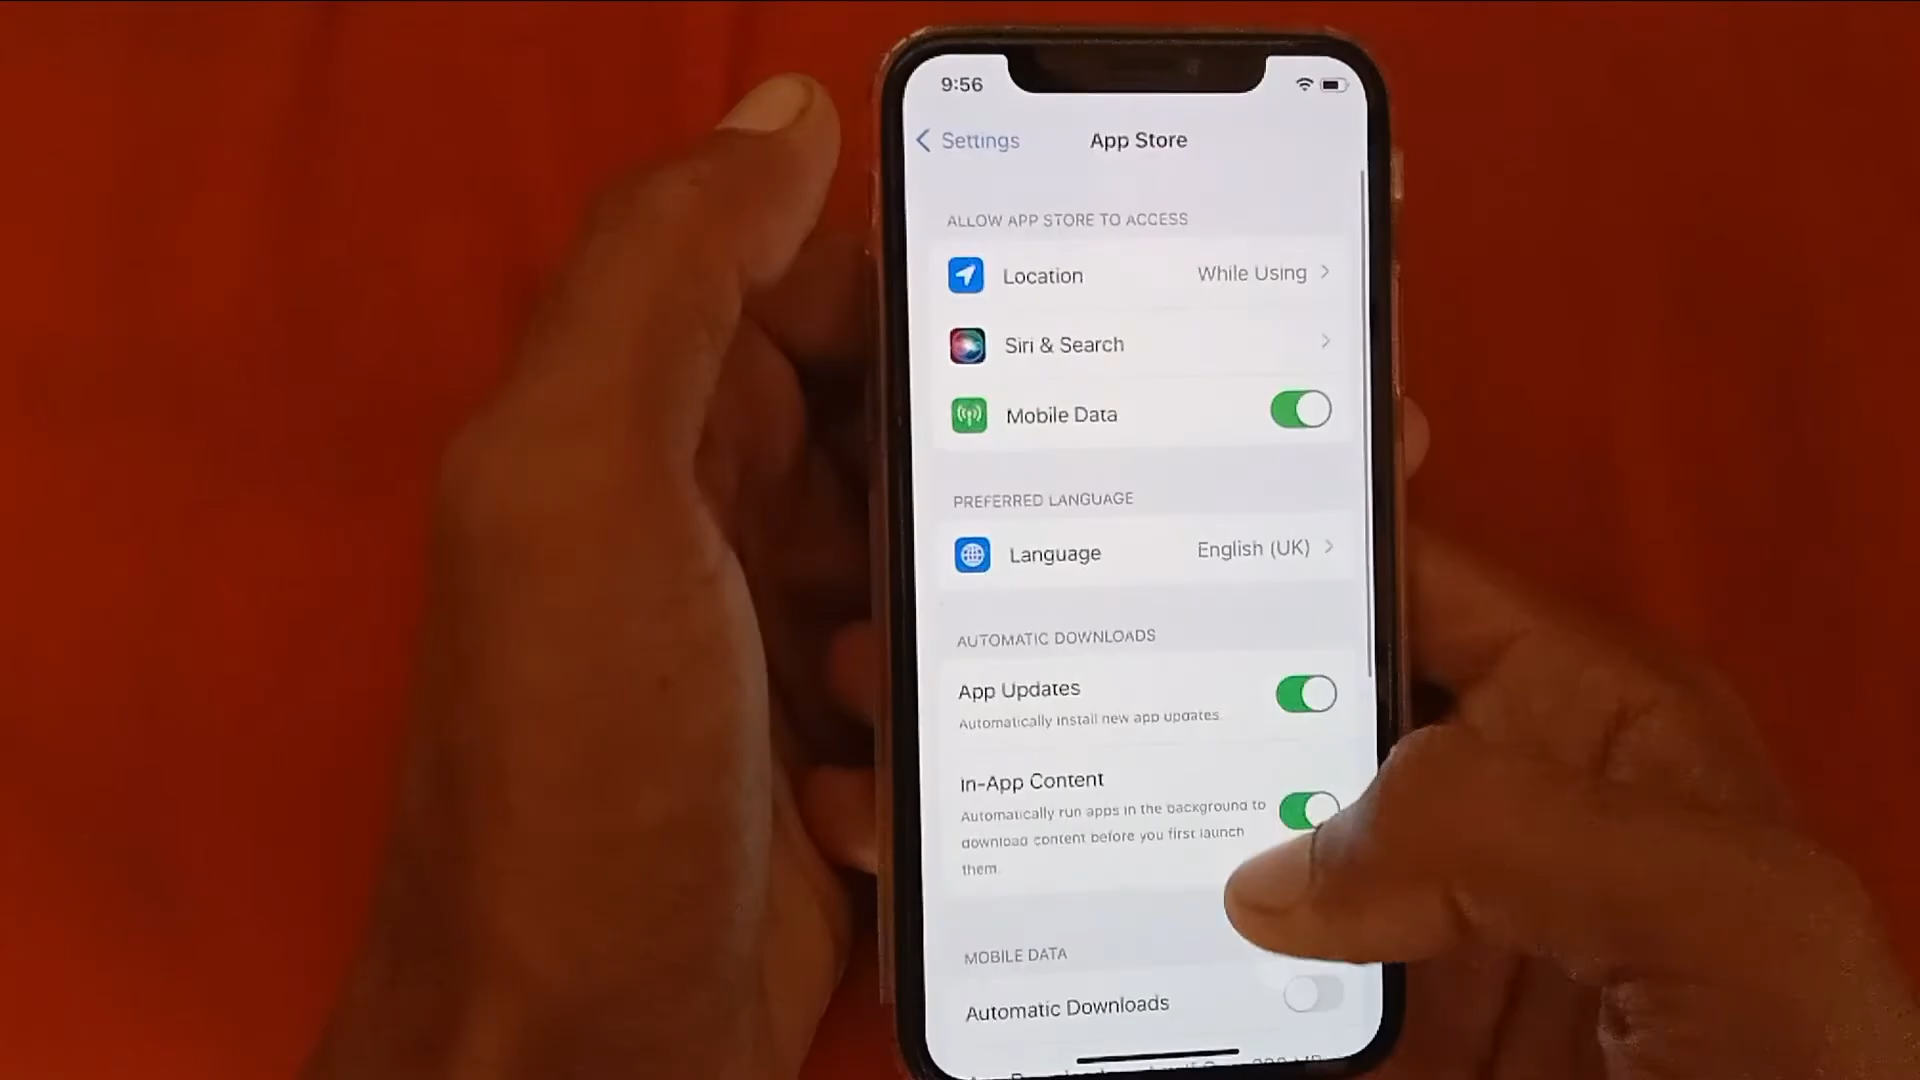 9:56
Settings
App Store
ALLOW APP STORE TO ACCESS
Location While Using
Siri & Search
Mobile Data
PREFERRED LANGUAGE
Language English (UK)
AUTOMATIC DOWNLOADS
App Updates
Automatically install new app updates.
In-App Content
Automatically run apps in the background to
download content before you first launch
them.
MOBILE DATA
Automatic Downloads